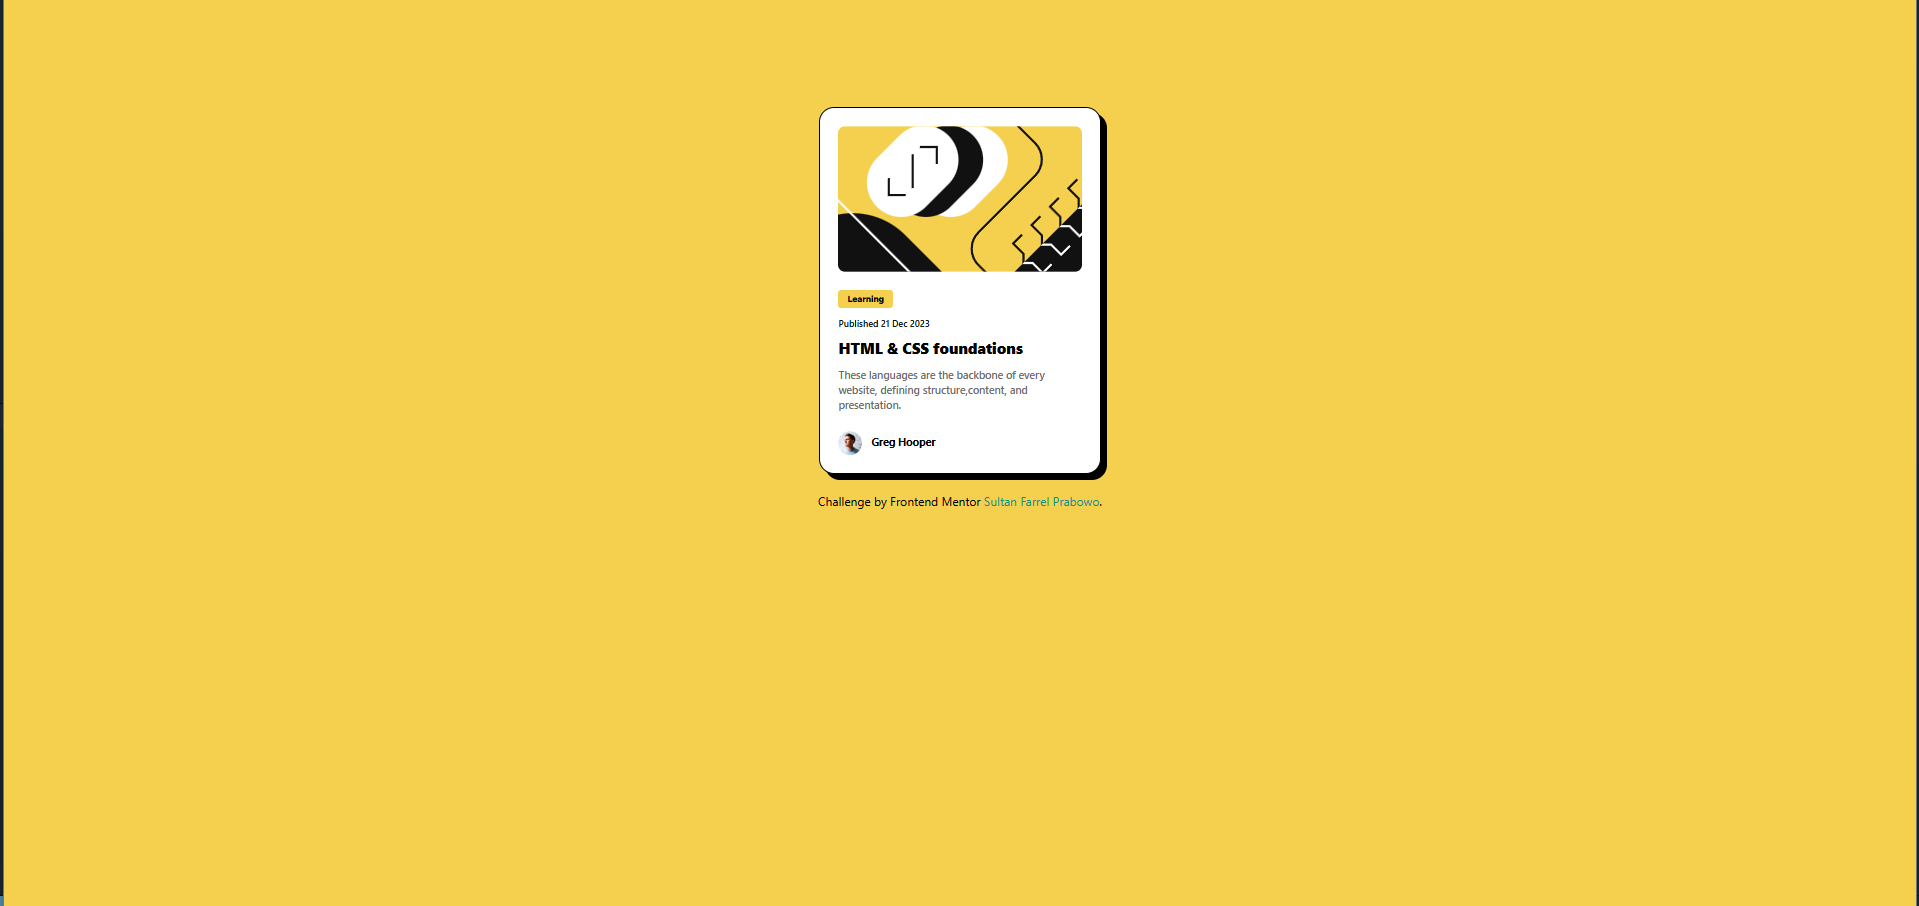 Learning
Published 21 Dec 2023
HTML & CSS foundations
These languages are the backbone of every
website, defining structure,content, and
presentation.
Greg Hooper
Challenge by Frontend Mentor Sultan Farrel Prabowo.